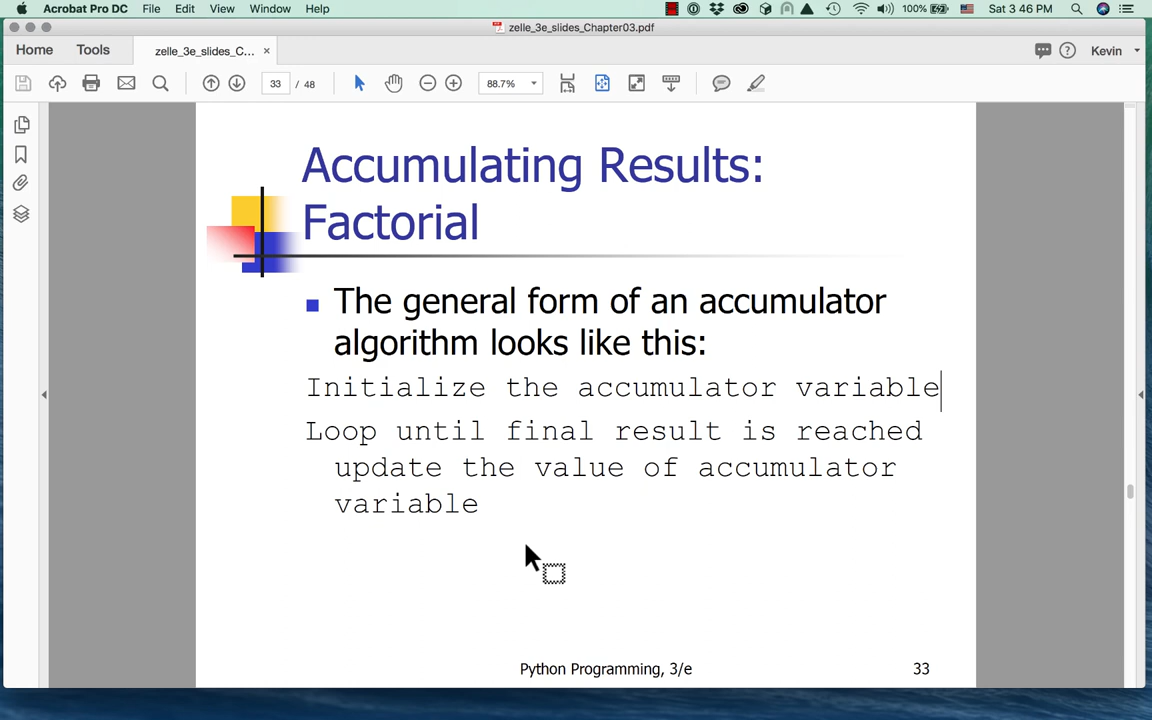 Acrobat Pro DC File Edit View Window Help 100% Sat 3 46 PM
zelle_3e_slides_Chapter03.pdf
Home Tools zelle_3e_slides_C... × Kevin
33 / 48 88.7%
Accumulating Results:
Factorial
The general form of an accumulator
algorithm looks like this:
Initialize the accumulator variable
Loop until final result is reached
update the value of accumulator
variable
Python Programming, 3/e 33